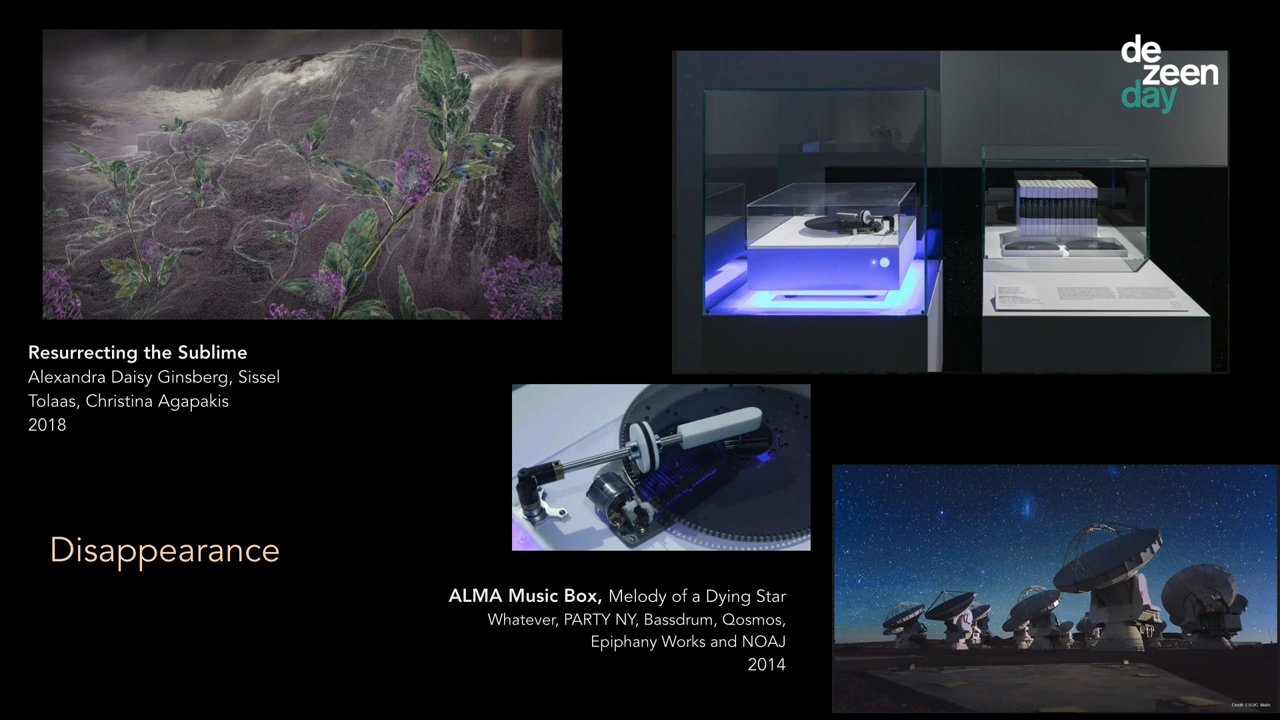 de
zeen
day
Resurrecting the Sublime
Alexandra Daisy Ginsberg, Sissel
Tolaas, Christina Agapakis
2018
Disappearance
ALMA Music Box, Melody of a Dying Star
Whatever, PARTY NY, Bassdrum, Qosmos,
Epiphany Works and NOAJ
2014